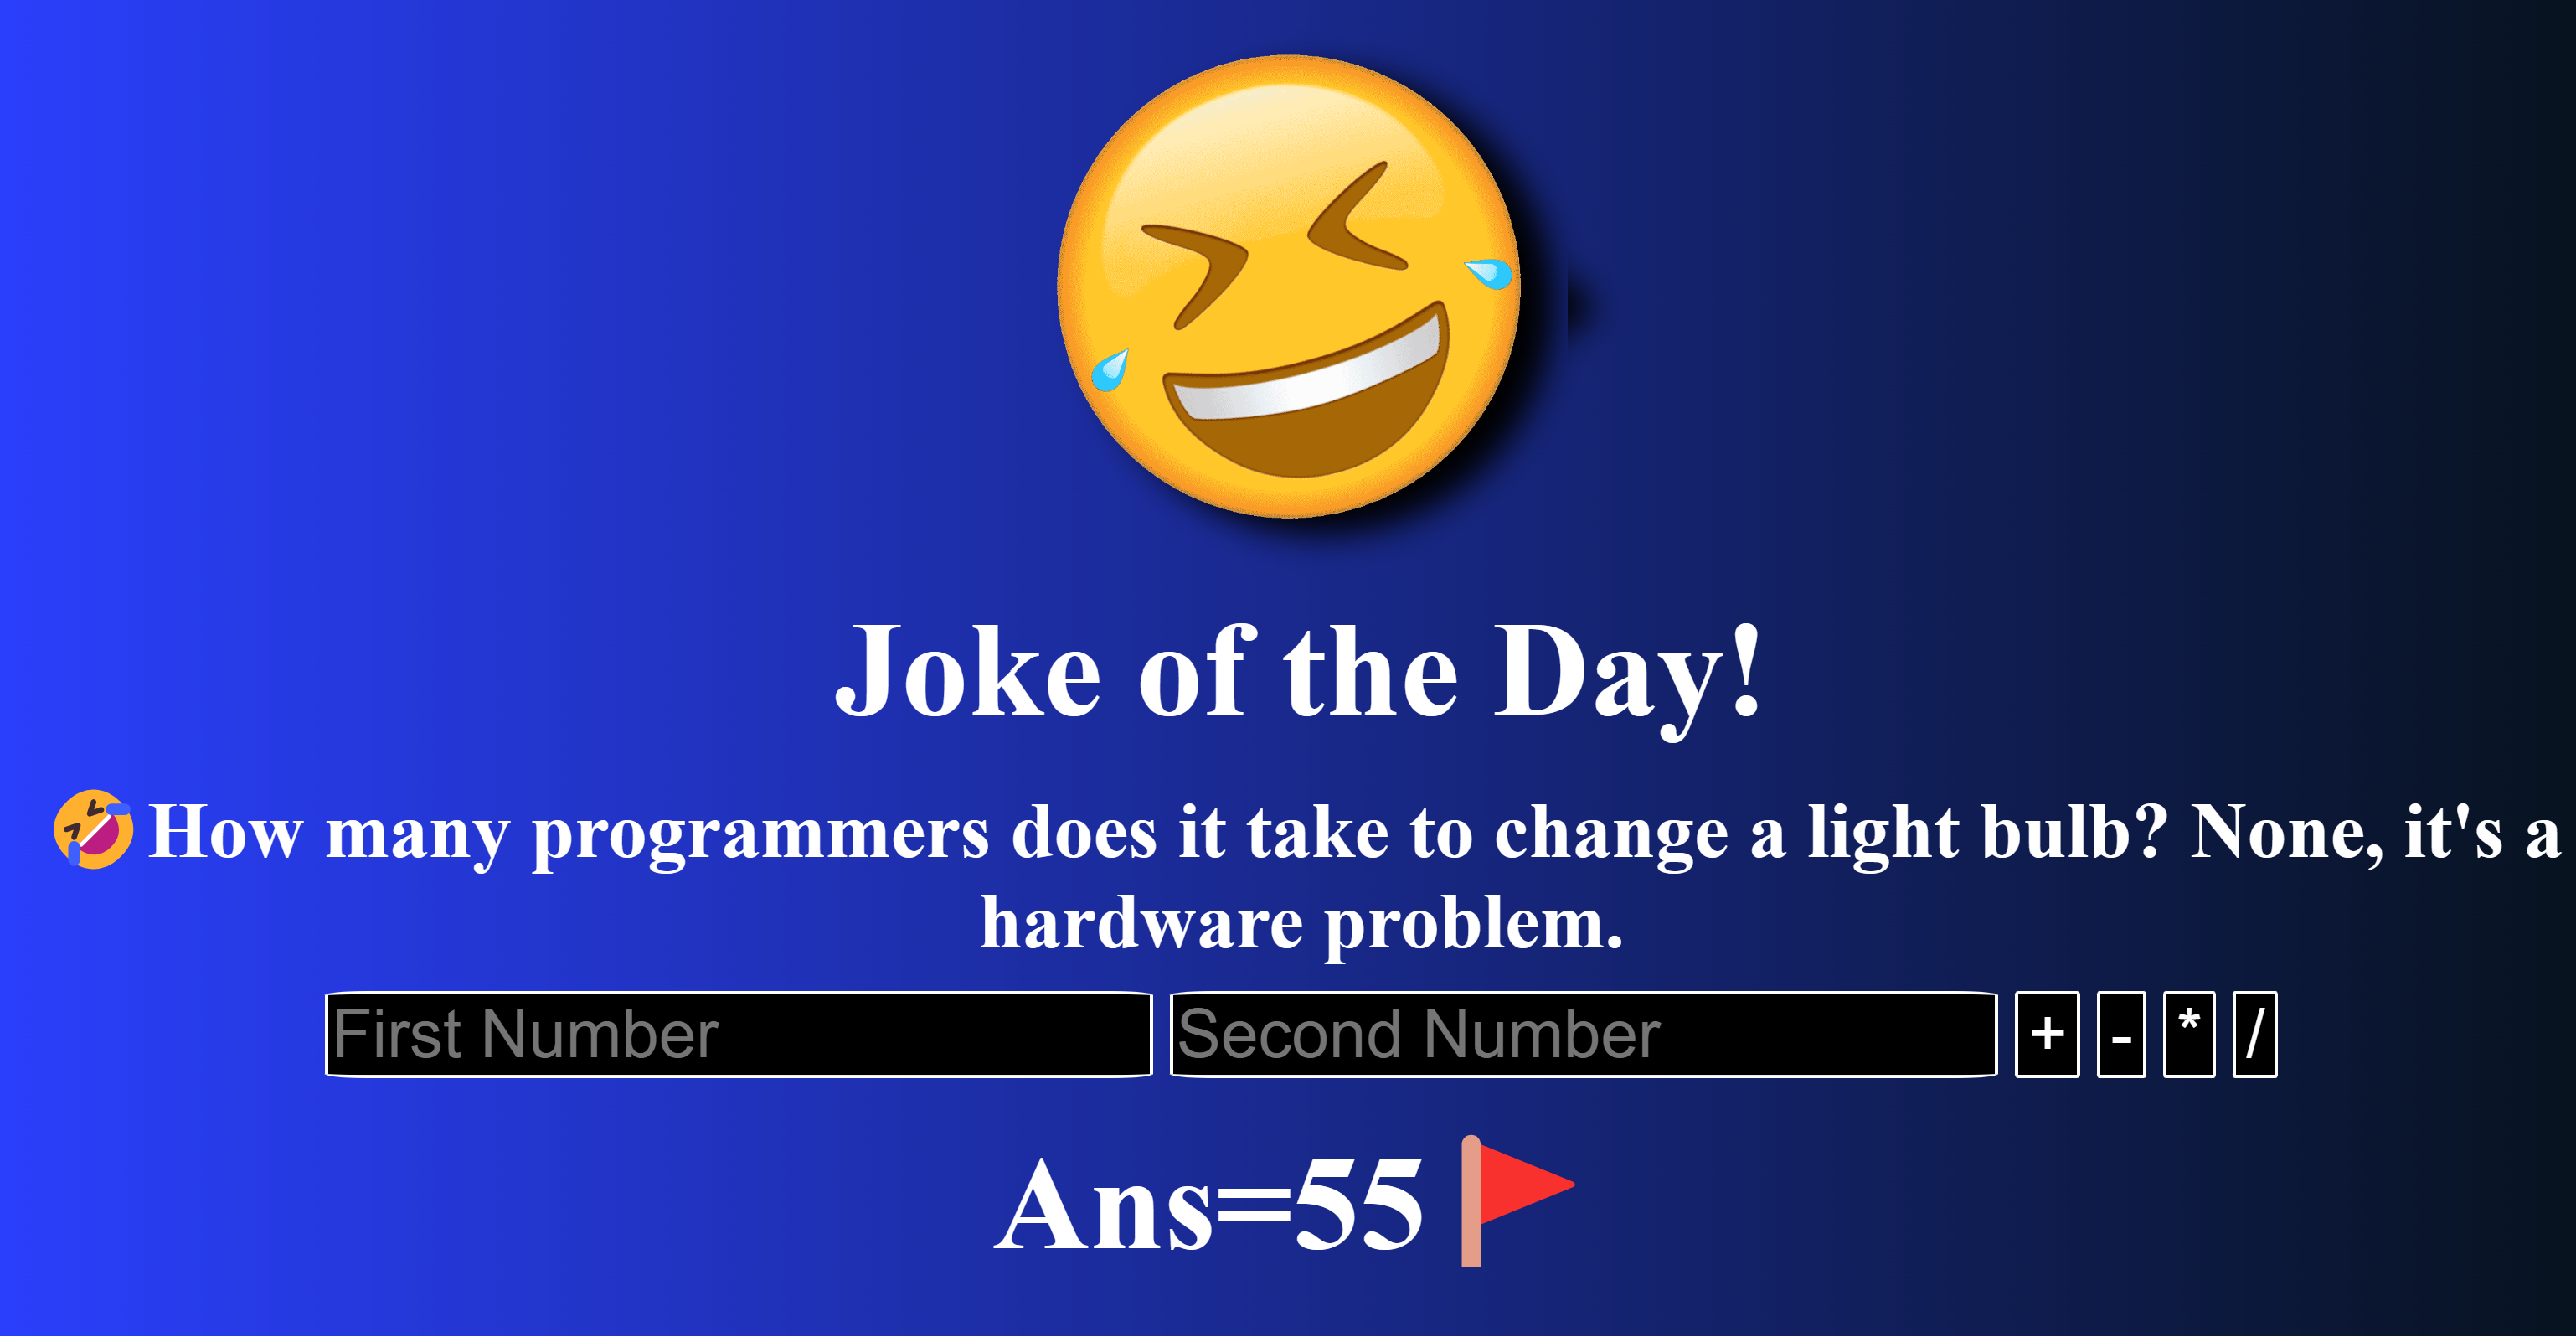 Joke of the Day!
🤣How many programmers does it take to change a light bulb? None, it's a
hardware problem.
First Number Second Number + - * /
Ans=55 🚩